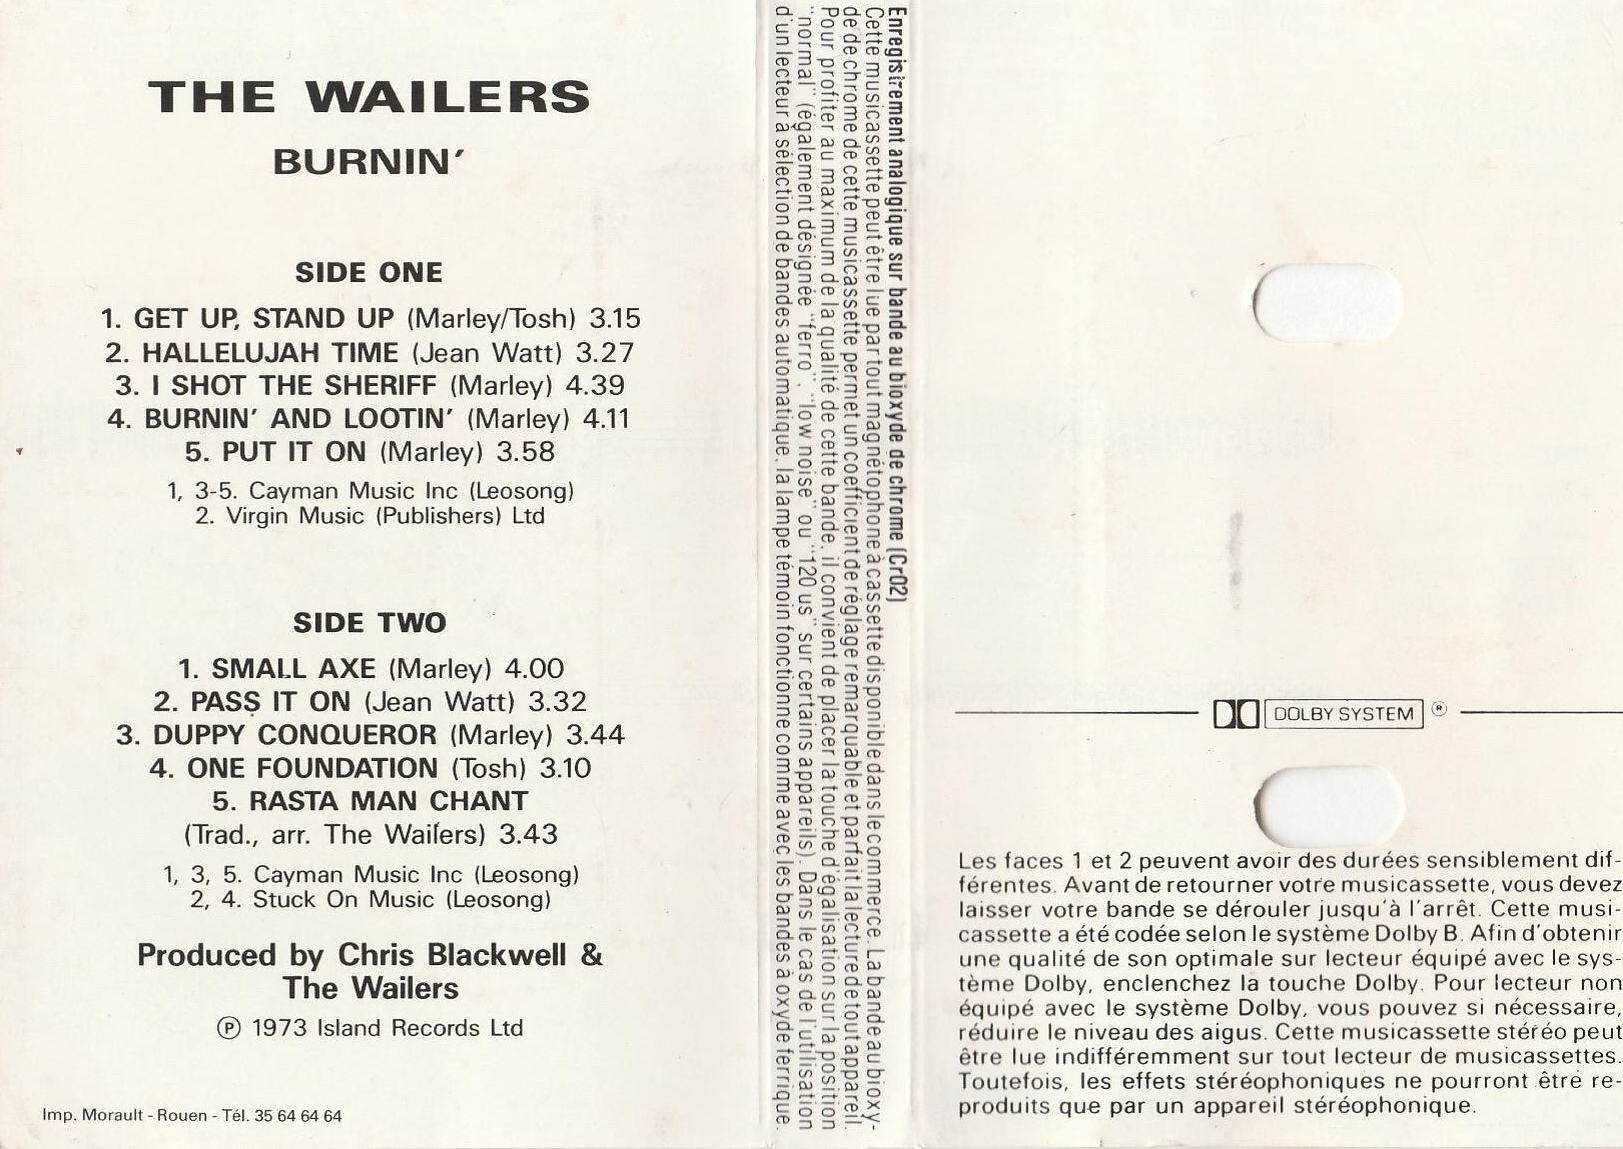 THE WAILERS
BURNIN'
SIDE ONE
1. GET UP, STAND UP (Marley/Tosh) 3.15
2. HALLELUJAH TIME (Jean Watt) 3.27
3. I SHOT THE SHERIFF (Marley) 4.39
4. BURNIN' AND LOOTIN' (Marley) 4.11
5. PUT IT ON (Marley) 3.58
1, 3-5. Cayman Music Inc (Leosong)
2. Virgin Music (Publishers) Ltd
SIDE TWO
1. SMALL AXE (Marley) 4.00
2. PASS IT ON (Jean Watt) 3.32
3. DUPPY CONQUEROR (Marley) 3.44
4. ONE FOUNDATION (Tosh) 3.10
5. RASTA MAN CHANT
(Trad., arr. The Wailers) 3.43
1, 3, 5. Cayman Music Inc (Leosong)
2, 4. Stuck On Music (Leosong)
Produced by Chris Blackwell &
The Wailers
℗ 1973 Island Records Ltd
Imp. Morault - Rouen - Tél. 35 64 64 64
Enregistrement analogique sur bande au bioxyde de chrome (Cr02)
Cette musicassette peut être lue par tout magnétophone à cassette disponible dans le commerce. La bande au bioxy-
de de chrome de cette musicassette permet un coefficient de réglage remarquable et parfait la lecture de tout appareil.
Pour profiter au maximum de la qualité de cette bande, il convient de placer la touche d'égalisation sur la position
"normal" (également désignée "ferro", "low noise" ou "120 us" sur certains appareils). Dans le cas de l'utilisation
d'un lecteur à sélection de bandes automatique, la lampe témoin fonctionne comme avec les bandes à oxyde ferrique.
DOLBY SYSTEM ®
Les faces 1 et 2 peuvent avoir des durées sensiblement dif-
férentes. Avant de retourner votre musicassette, vous devez
laisser votre bande se dérouler jusqu'à l'arrêt. Cette musi-
cassette a été codée selon le système Dolby B. Afin d'obtenir
une qualité de son optimale sur lecteur équipé avec le sys-
tème Dolby, enclenchez la touche Dolby. Pour lecteur non
équipé avec le système Dolby, vous pouvez si nécessaire,
réduire le niveau des aigus. Cette musicassette stéréo peut
être lue indifféremment sur tout lecteur de musicassettes.
Toutefois, les effets stéréophoniques ne pourront être re-
produits que par un appareil stéréophonique.